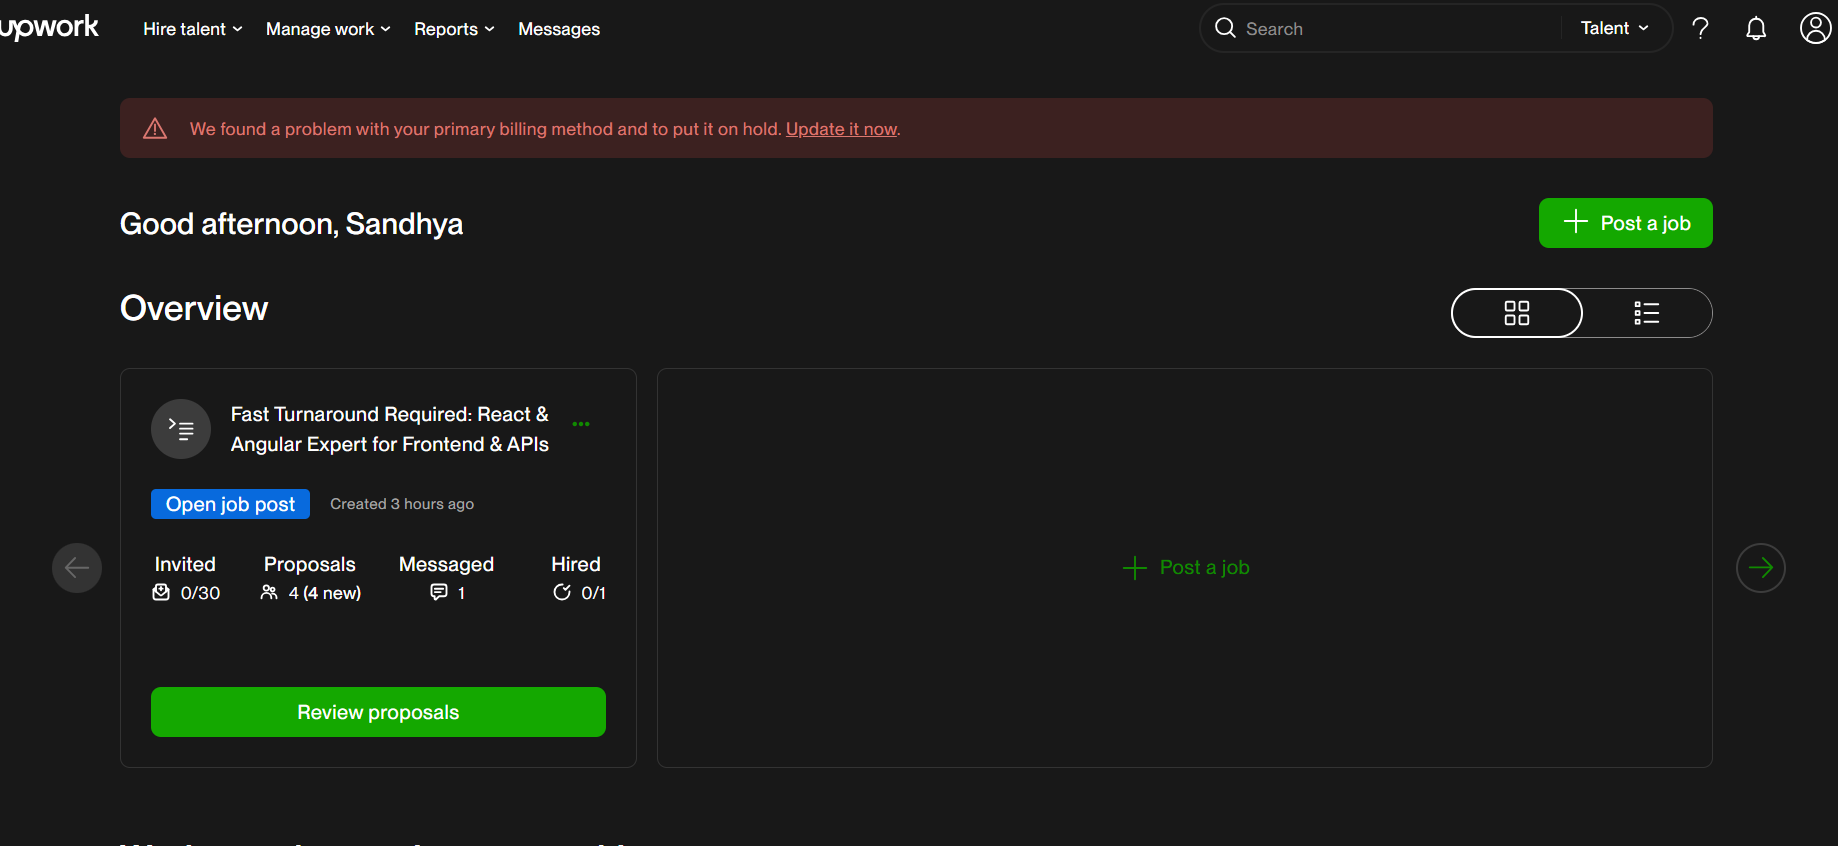 upwork
Hire talent
Manage work
Reports
Messages
Search
Talent
We found a problem with your primary billing method and to put it on hold. Update it now.
Good afternoon, Sandhya
Post a job
Overview
Fast Turnaround Required: React &
Angular Expert for Frontend & APIs
Open job post
Created 3 hours ago
Invited
Proposals
Messaged
Hired
0/30
4 (4 new)
1
0/1
Post a job
Review proposals